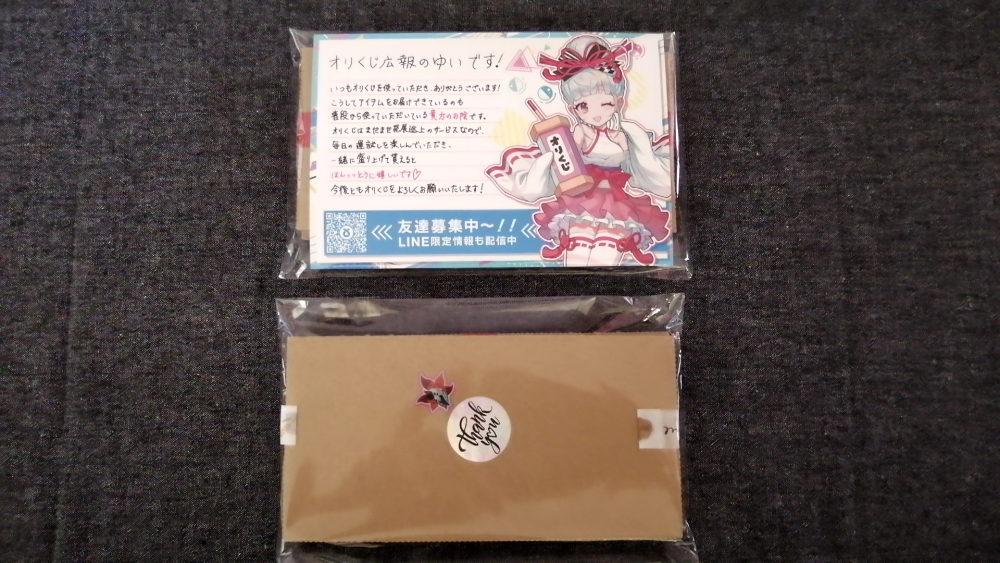 オリくじ広報のゆいです!
いつもオリくじを使っていただき、ありがとうございます!
こうしてアイテムをお届けできているのも
普段から使っていただいている貴方のお陰です。
オリくじはまだまだ発展途上のサービスなので、
毎日の運試しを楽しんでいただき、
一緒に盛り上げて貰えると
ほんっっとうに嬉しいです♡
今後ともオリくじをよろしくお願いいたします!
オリくじ
友達募集中〜!!
LINE限定情報も配信中
thank
you